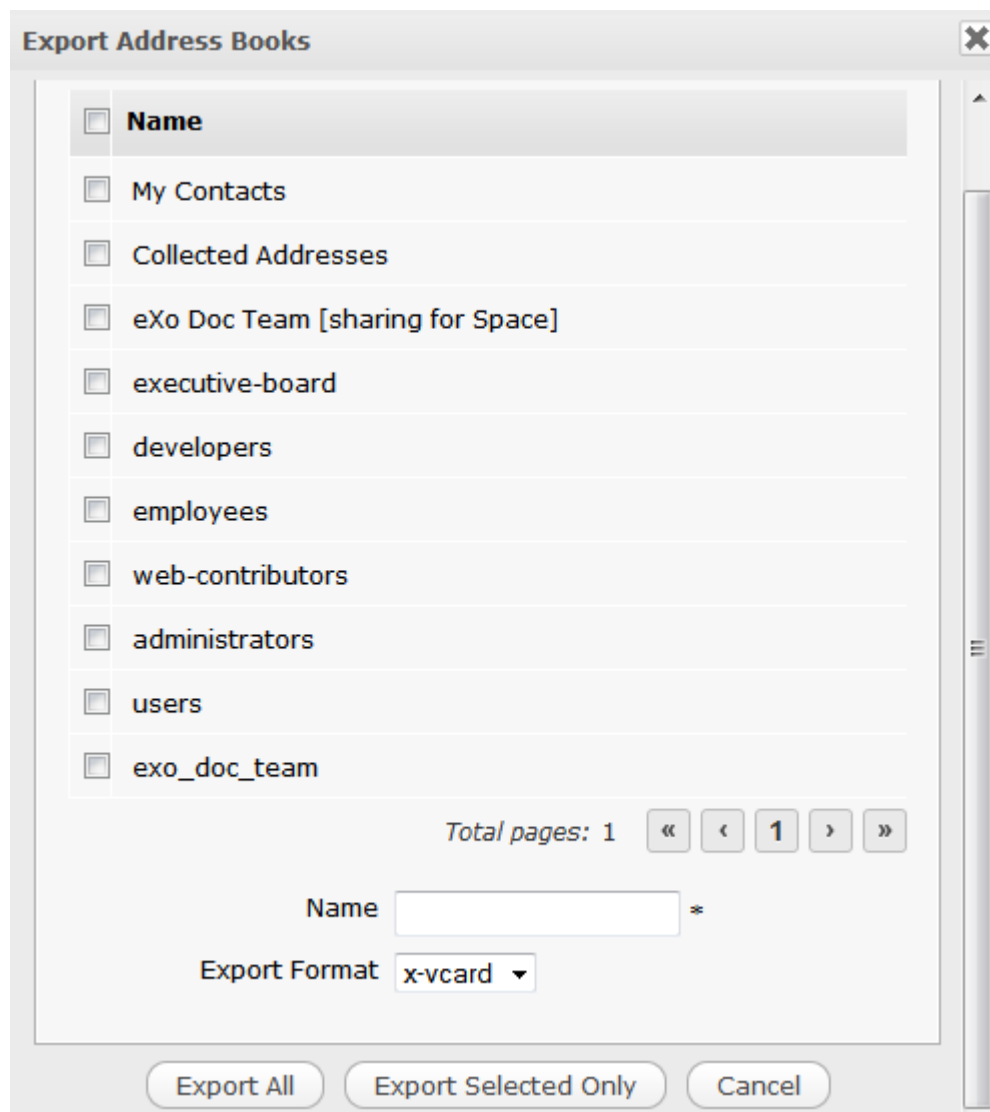 Export Address Books
Name
My Contacts
Collected Addresses
eXo Doc Team [sharing for Space]
executive-board
developers
employees
web-contributors
administrators
users
exo_doc_team
Total pages: 1 « ‹ 1 › »
Name *
Export Format x-vcard
Export All Export Selected Only Cancel